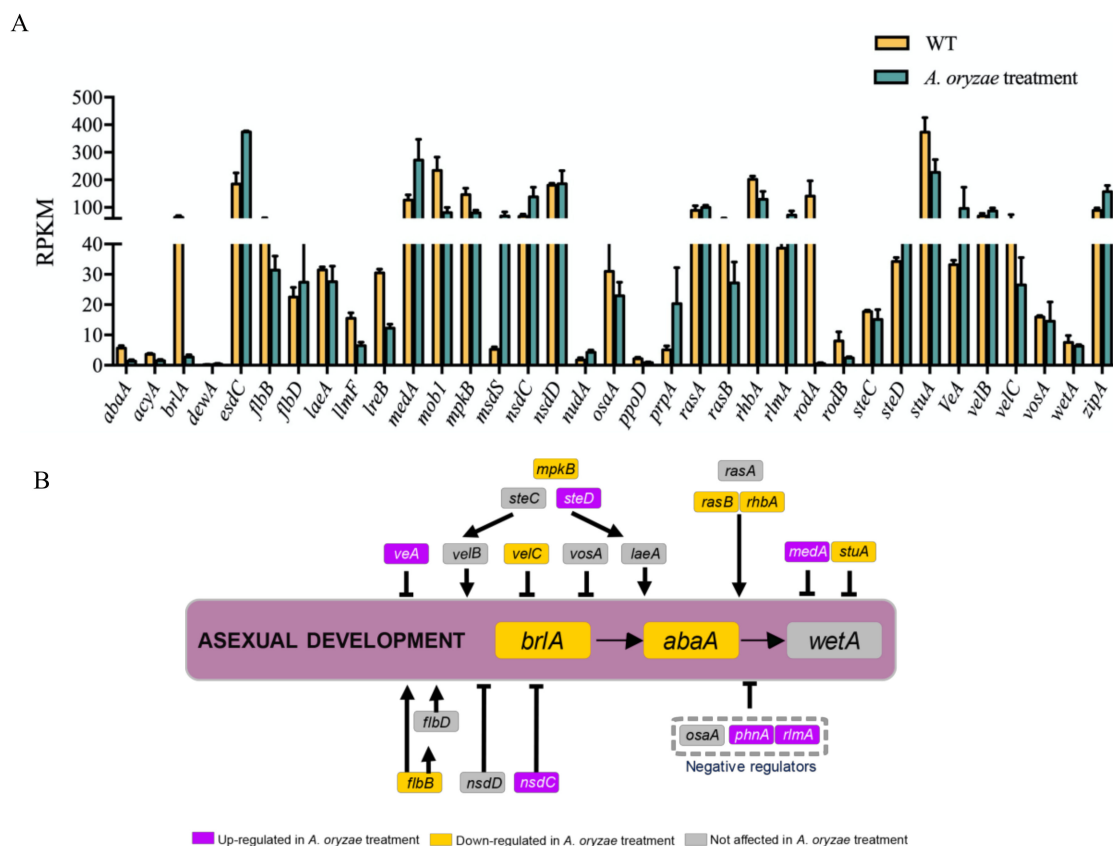 A
WT
A. oryzae treatment
RPKM
500
400
300
200
100
40
30
20
10
0
abaA
acyA
brlA
dewA
esdC
flbB
flbD
laeA
llmF
lreB
medA
mob1
mpkB
msdS
nsdC
nsdD
nudA
osaA
ppoD
prpA
rasA
rasB
rhbA
rlmA
rodA
rodB
steC
steD
stuA
VeA
velB
velC
vosA
wetA
zipA
B
mpkB
rasA
steC steD
rasB rhbA
veA velB velC vosA laeA medA stuA
ASEXUAL DEVELOPMENT brlA abaA wetA
flbD
osaA phnA rlmA
Negative regulators
flbB nsdD nsdC
Up-regulated in A. oryzae treatment Down-regulated in A. oryzae treatment Not affected in A. oryzae treatment